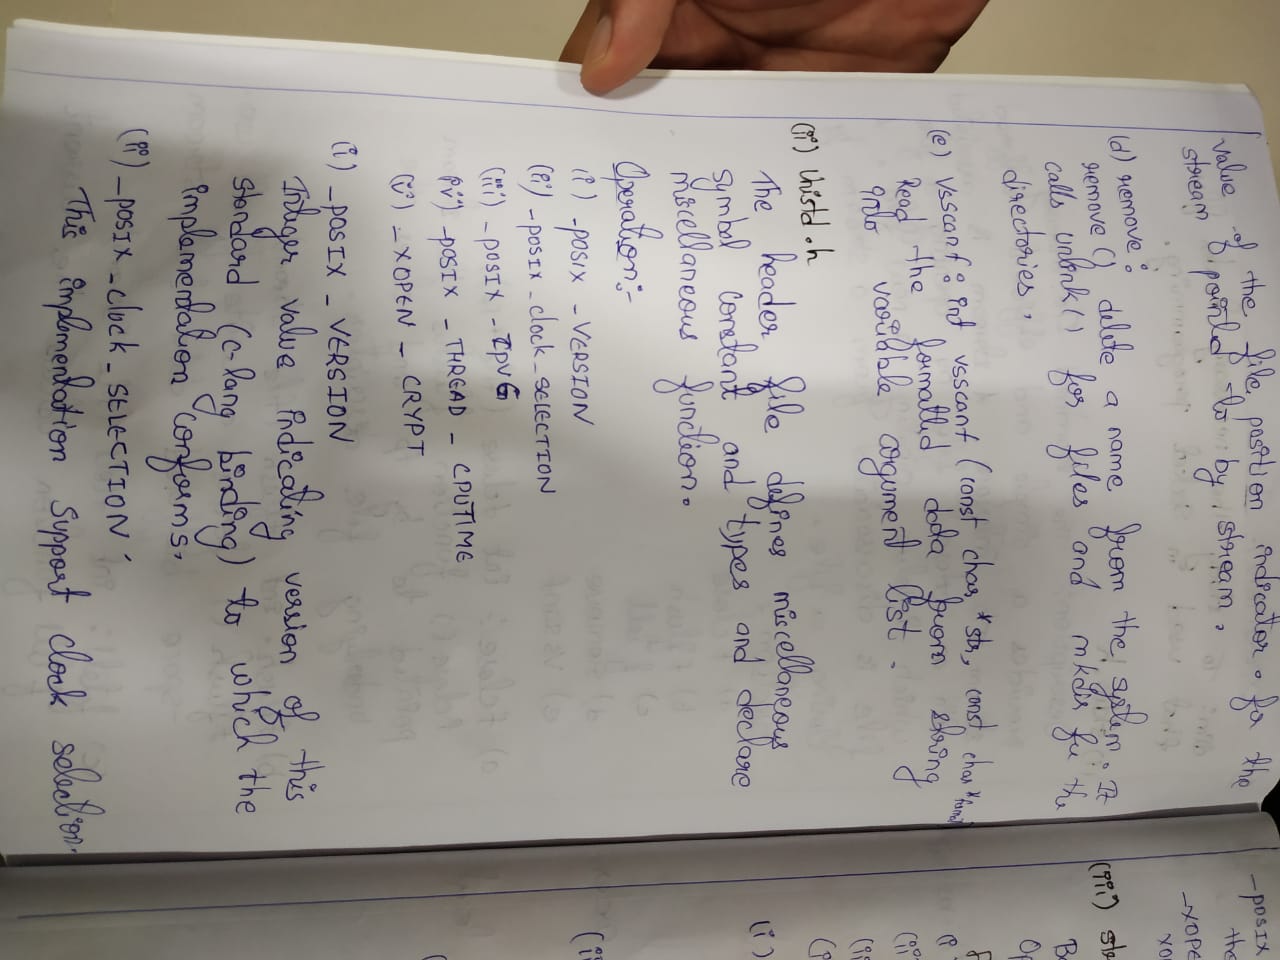 value of the file position indicator. for the
stream pointed to by stream.
(d) remove :
remove () delete a name from the system. It
calls unlink() for files and mkdir for the
directories.
(e) Vsscanf : int vsscanf (const char *str, const char *format
Read the formatted data from string
into variable argument list.
(ii) Unistd.h
The header file defines miscellaneous
symbol constant and types and declare
miscellaneous function.
Operation:-
(i) -POSIX -VERSION
(ii) -POSIX-clock-SELECTION
(iii) -POSIX -IPV6
(iv) -POSIX -THREAD - CPUTIME
(v) -XOPEN - CRYPT
(i) -POSIX - VERSION
Integer value indicating version of this
standard (C-lang binding) to which the
implementation conforms.
(ii) -POSIX -clock - SELECTION
This implementation support clock selection.
-POSIX
the
-XOPE
XO
(iii)
(i)